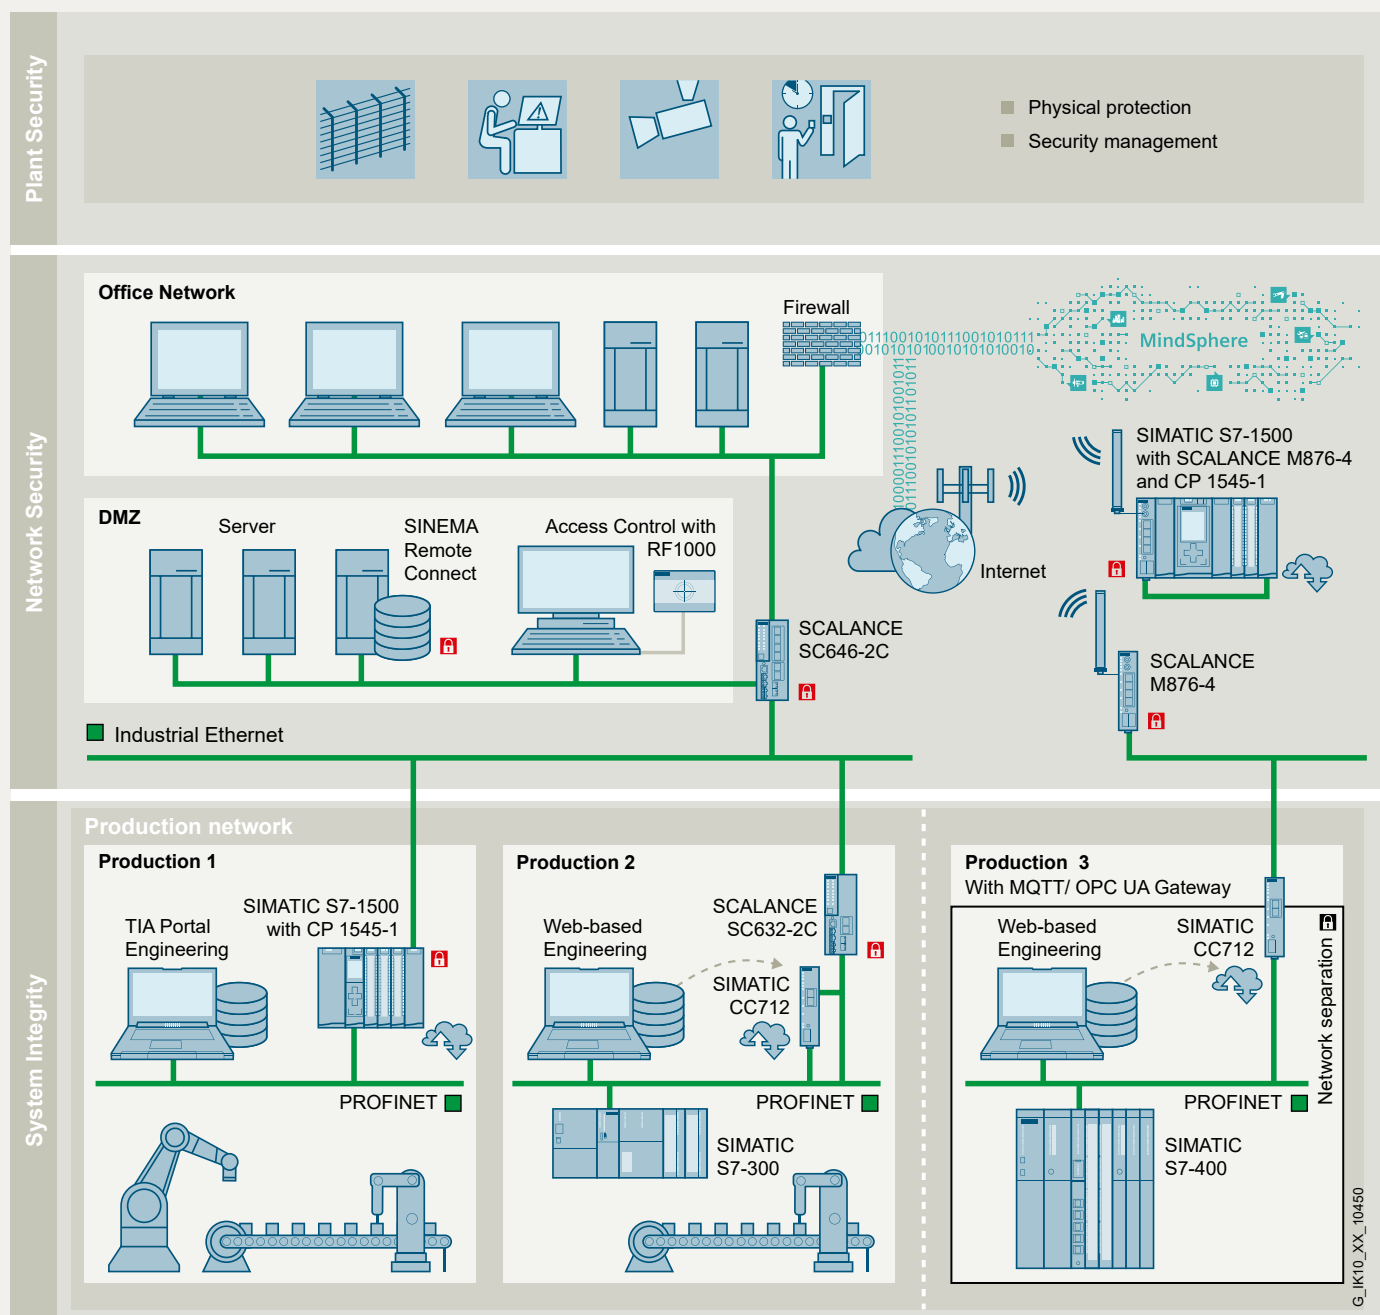 Plant Security
Physical protection
Security management
Network Security
Office Network
Firewall
01110010101110010101111
00101010100101010100010
MindSphere
SIMATIC S7-1500
with SCALANCE M876-4
and CP 1545-1
DMZ
Server
SINEMA
Remote
Connect
Access Control with
RF1000
Internet
SCALANCE
SC646-2C
SCALANCE
M876-4
Industrial Ethernet
System Integrity
Production network
Production 1
TIA Portal
Engineering
SIMATIC S7-1500
with CP 1545-1
PROFINET
Production 2
Web-based
Engineering
SCALANCE
SC632-2C
SIMATIC
CC712
PROFINET
SIMATIC
S7-300
Production 3
With MQTT/ OPC UA Gateway
Web-based
Engineering
SIMATIC
CC712
Network separation
PROFINET
SIMATIC
S7-400
G_IK10_XX_10450